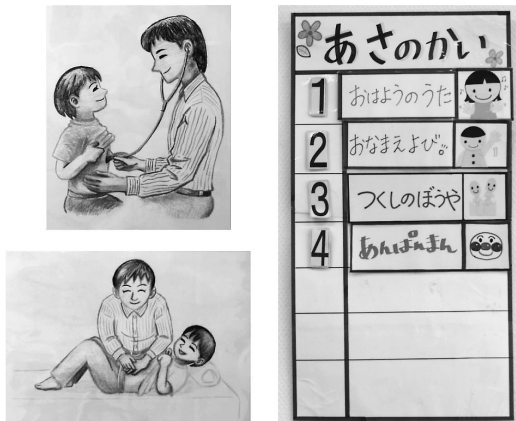 あさのかい
1 おはようのうた
2 おなまえよび。
3 つくしのぼうや
4 あんぱんまん